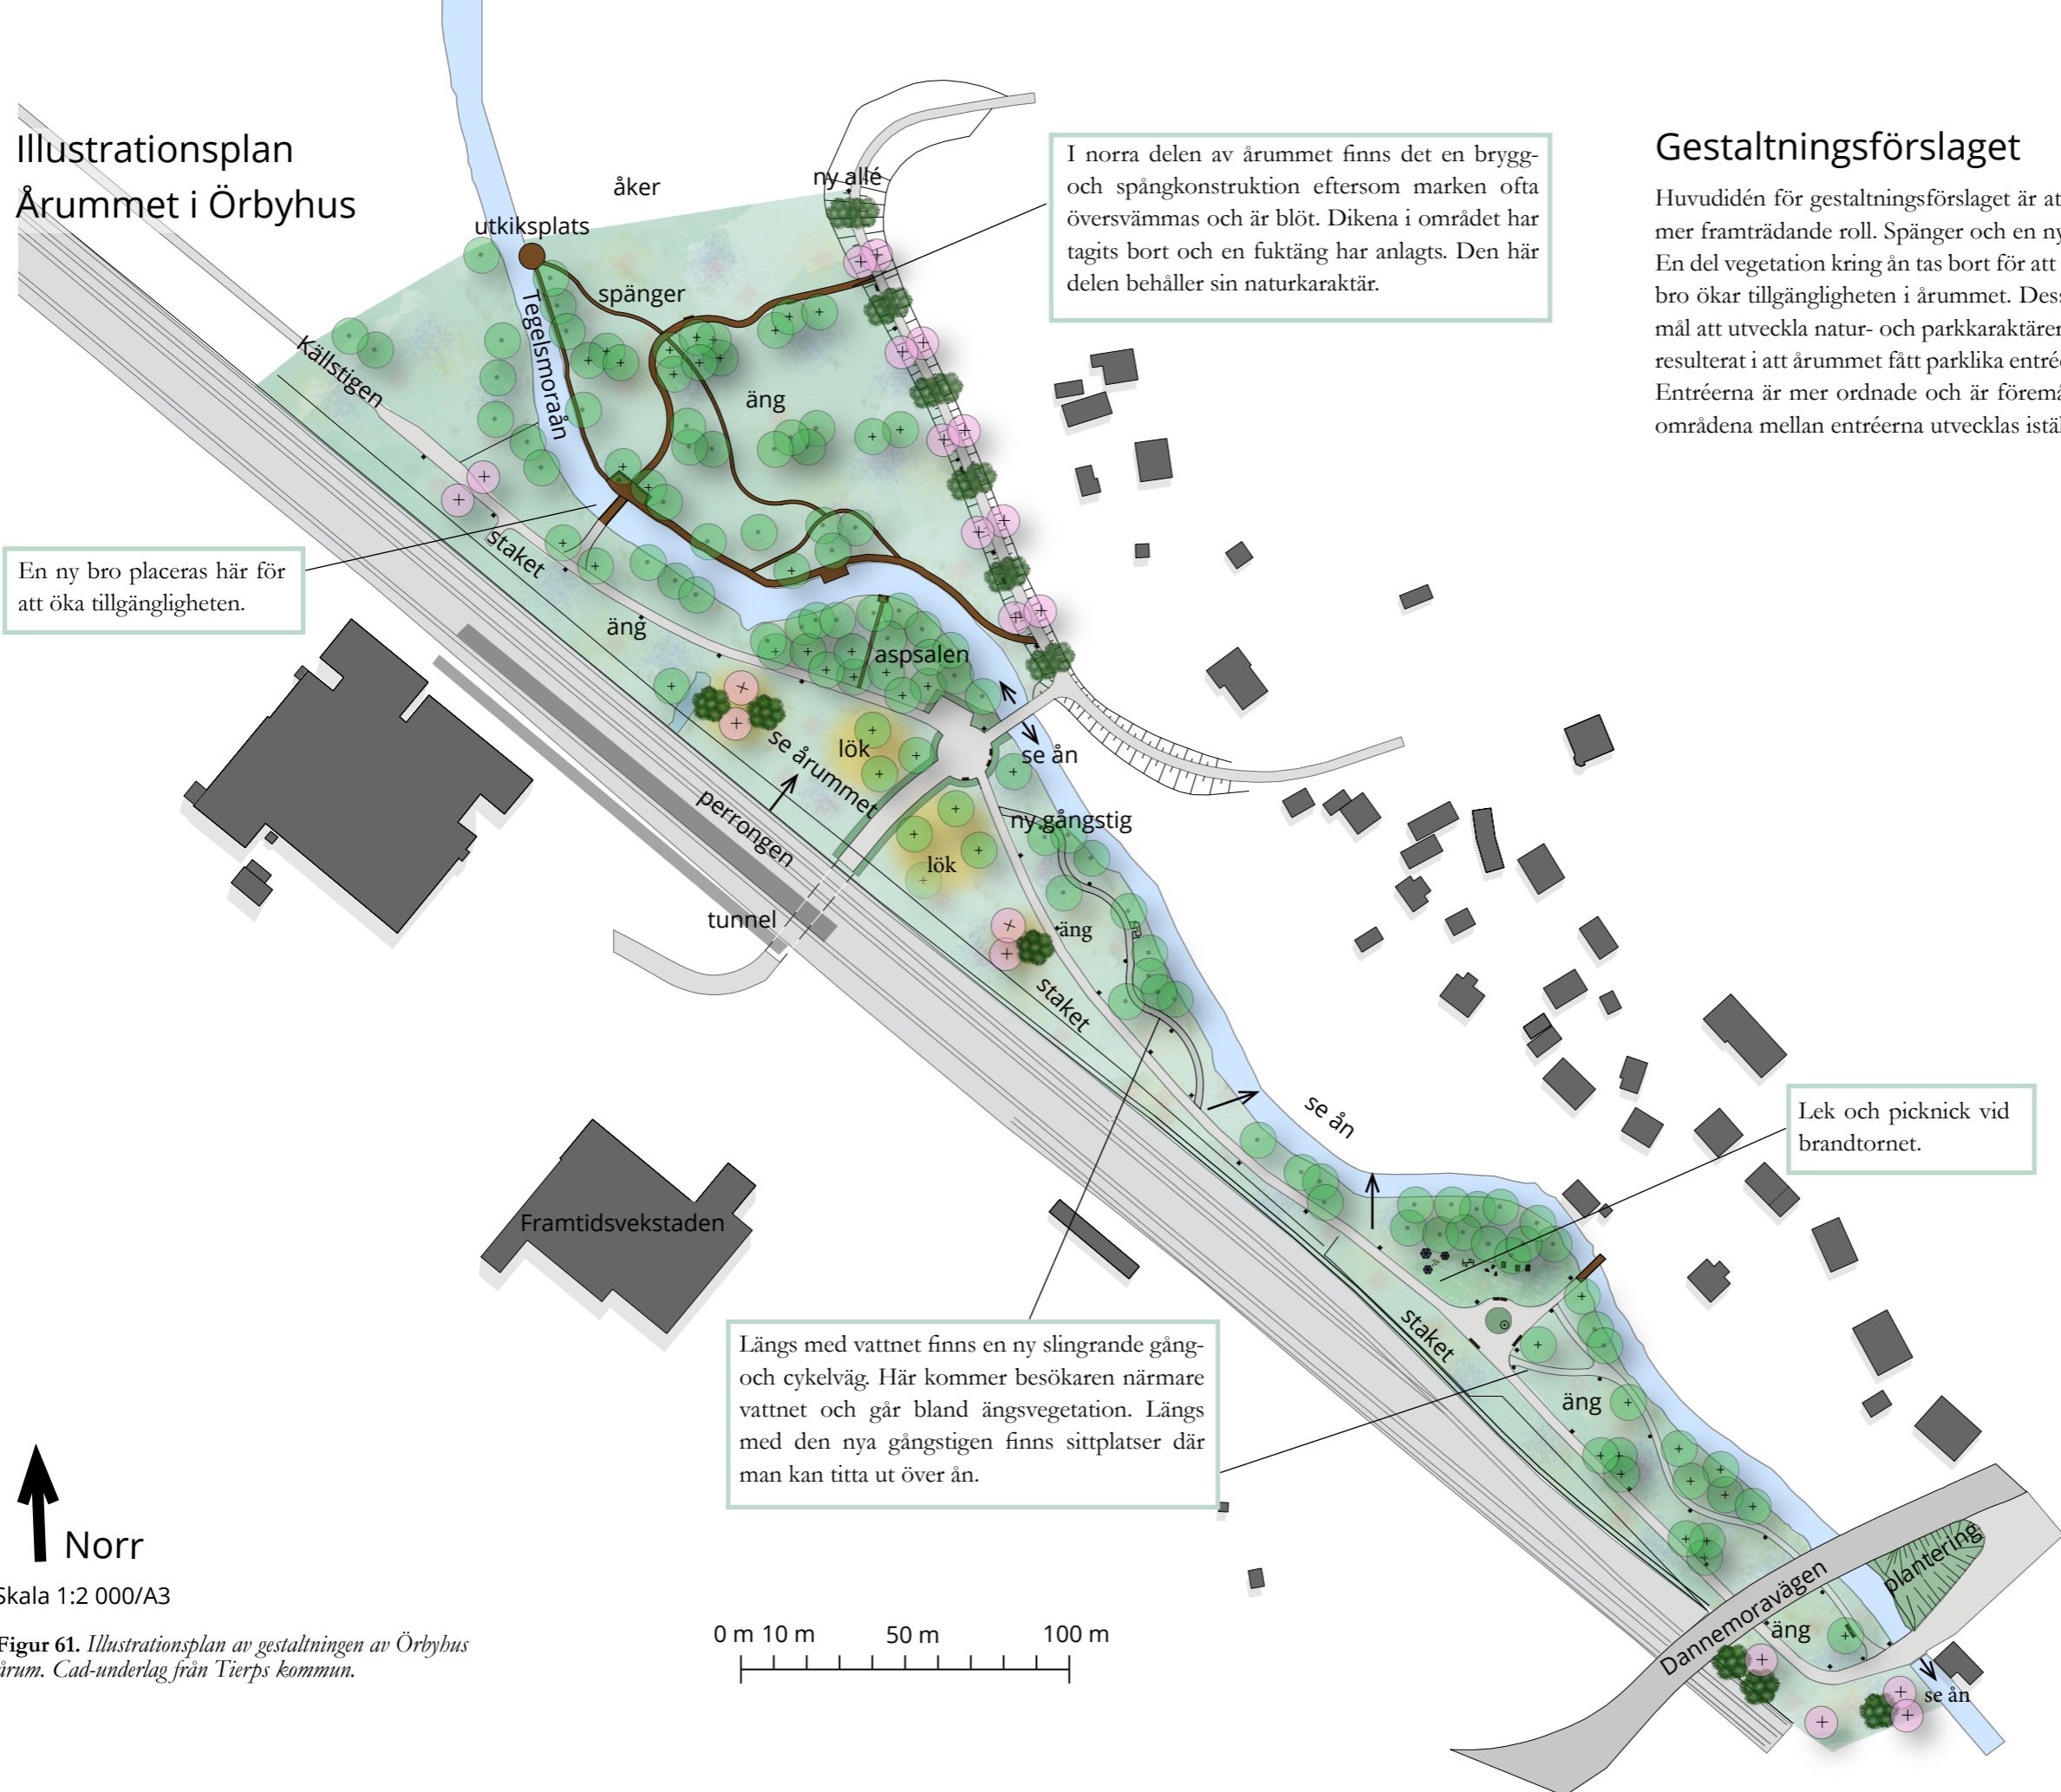 Illustrationsplan
Årummet i Örbyhus
åker
ny allé
utkiksplats
spänger
Tegelsmoraån
Källstigen
äng
staket
äng
aspsalen
lök
se årummet
se ån
perrongen
ny gångstig
lök
tunnel
äng
staket
se ån
Framtidsvekstaden
staket
äng
plantering
Dannemoravägen
äng
se ån
I norra delen av årummet finns det en brygg-
och spångkonstruktion eftersom marken ofta
översvämmas och är blöt. Dikena i området har
tagits bort och en fuktäng har anlagts. Den här
delen behåller sin naturkaraktär.
En ny bro placeras här för
att öka tillgängligheten.
Lek och picknick vid
brandtornet.
Längs med vattnet finns en ny slingrande gång-
och cykelväg. Här kommer besökaren närmare
vattnet och går bland ängsvegetation. Längs
med den nya gångstigen finns sittplatser där
man kan titta ut över ån.
Gestaltningsförslaget
Huvudidén för gestaltningsförslaget är at
mer framträdande roll. Spänger och en ny
En del vegetation kring ån tas bort för att
bro ökar tillgängligheten i årummet. Dess
mål att utveckla natur- och parkkaraktärer
resulterat i att årummet fått parklika entré
Entréerna är mer ordnade och är föremå
områdena mellan entréerna utvecklas istäl
Norr
Skala 1:2 000/A3
Figur 61. Illustrationsplan av gestaltningen av Örbyhus
årum. Cad-underlag från Tierps kommun.
0 m 10 m 50 m 100 m